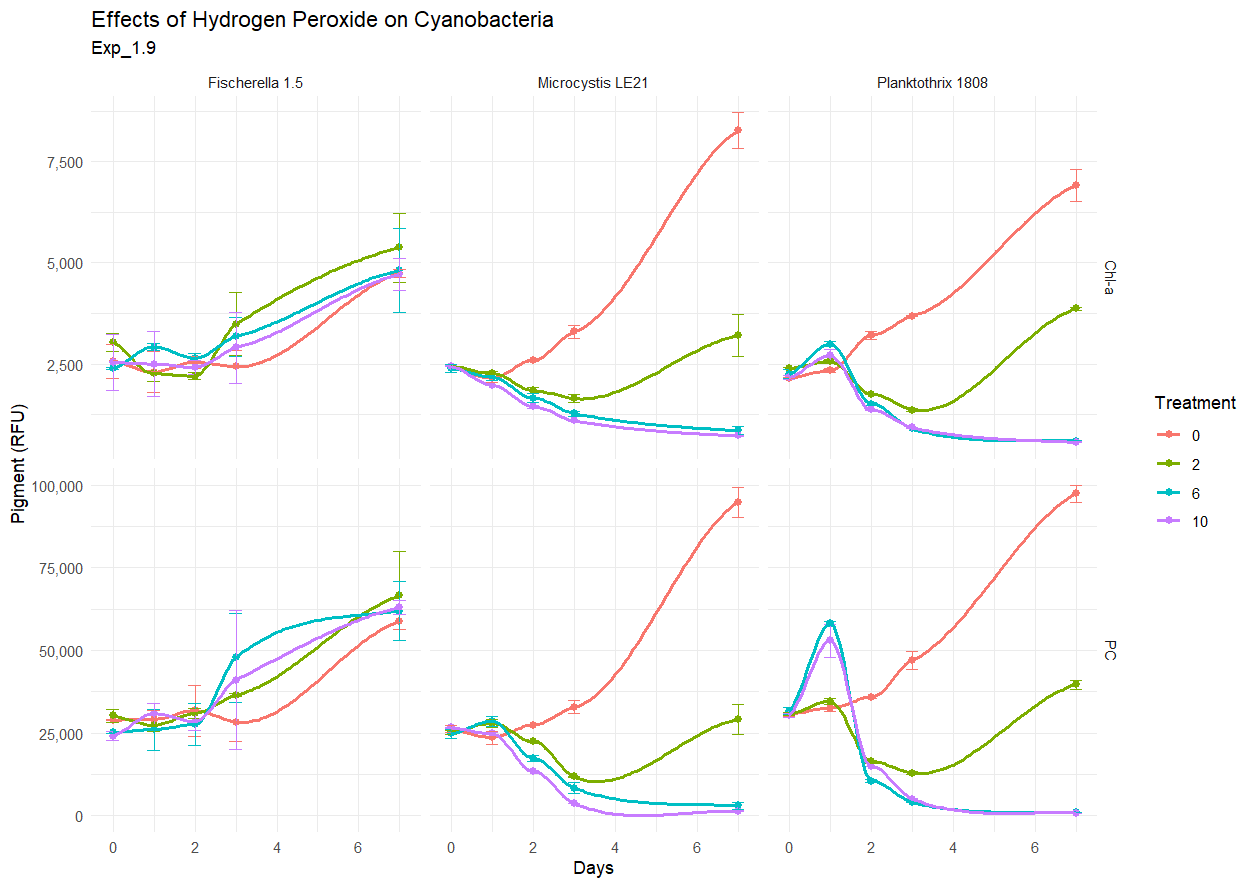 Effects of Hydrogen Peroxide on Cyanobacteria
Exp_1.9
Fischerella 1.5
Microcystis LE21
Planktothrix 1808
7,500
5,000
2,500
Chl-a
100,000
75,000
50,000
25,000
0
PC
Pigment (RFU)
0 2 4 6
0 2 4 6
0 2 4 6
Days
Treatment
0
2
6
10